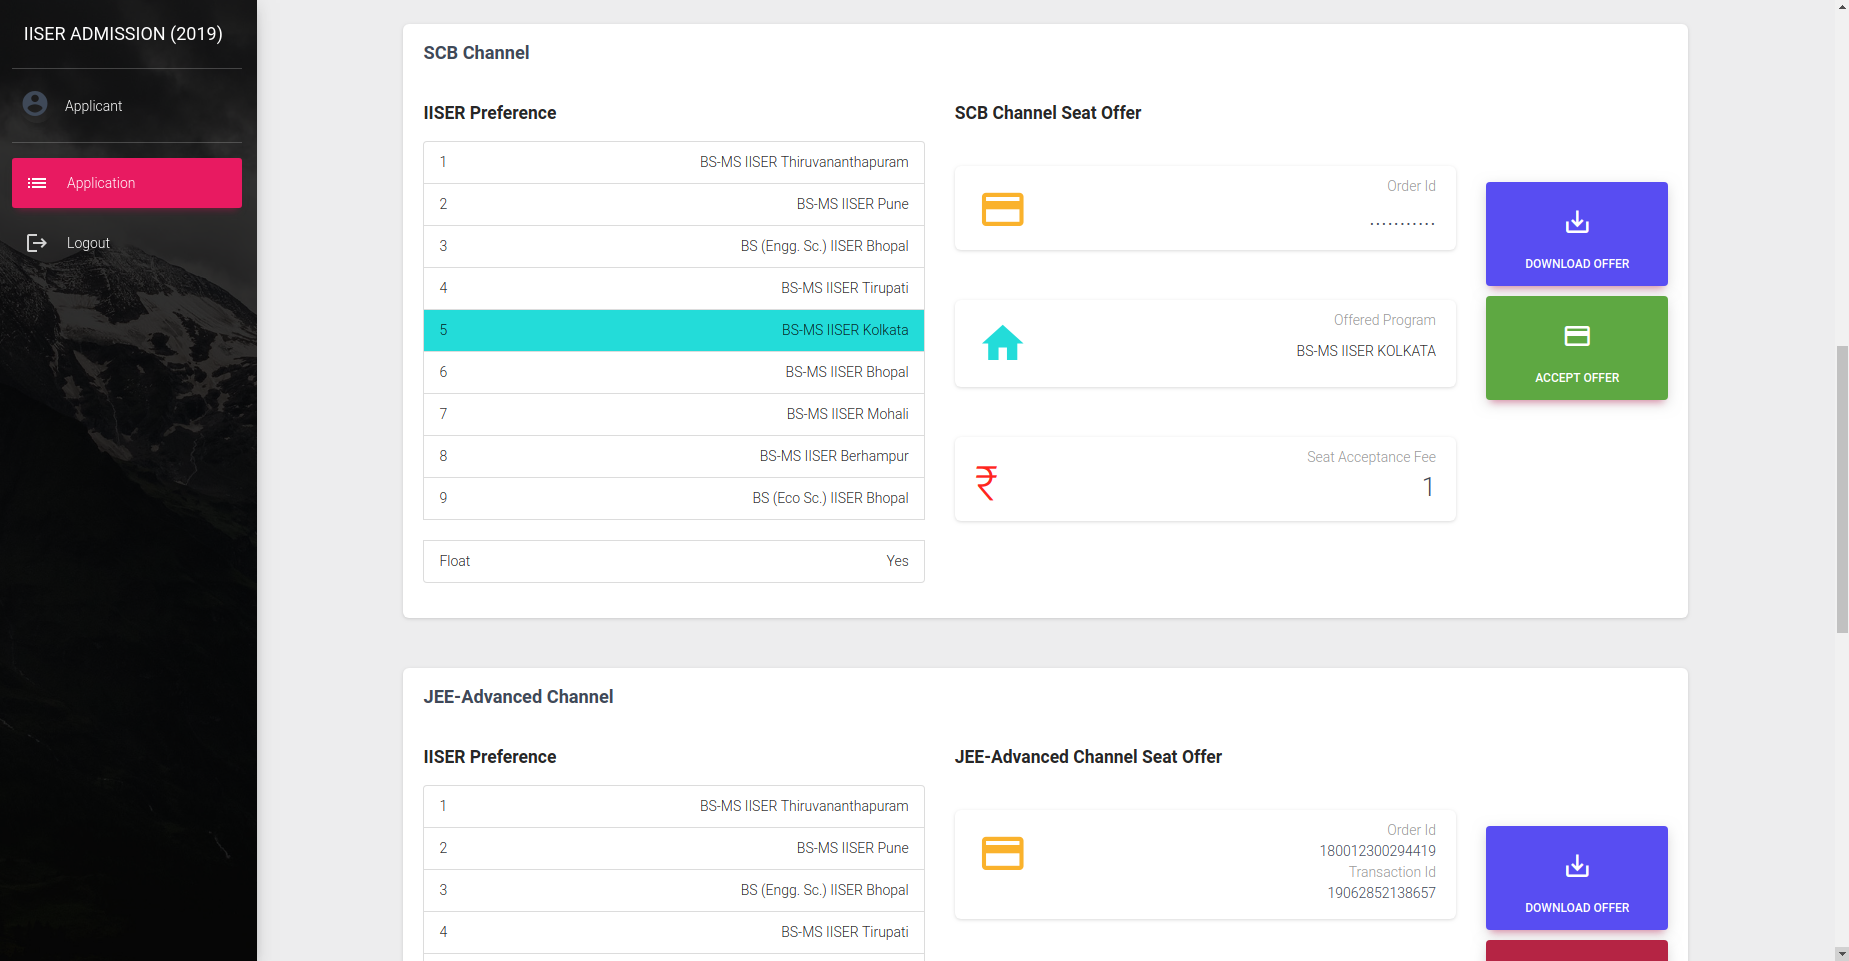 IISER ADMISSION (2019)
Applicant
Application
Logout
SCB Channel
IISER Preference
1 BS-MS IISER Thiruvananthapuram
2 BS-MS IISER Pune
3 BS (Engg. Sc.) IISER Bhopal
4 BS-MS IISER Tirupati
5 BS-MS IISER Kolkata
6 BS-MS IISER Bhopal
7 BS-MS IISER Mohali
8 BS-MS IISER Berhampur
9 BS (Eco Sc.) IISER Bhopal
Float Yes
SCB Channel Seat Offer
Order Id
...........
Offered Program
BS-MS IISER KOLKATA
₹
Seat Acceptance Fee
1
DOWNLOAD OFFER
ACCEPT OFFER
JEE-Advanced Channel
IISER Preference
1 BS-MS IISER Thiruvananthapuram
2 BS-MS IISER Pune
3 BS (Engg. Sc.) IISER Bhopal
4 BS-MS IISER Tirupati
JEE-Advanced Channel Seat Offer
Order Id
180012300294419
Transaction Id
19062852138657
DOWNLOAD OFFER